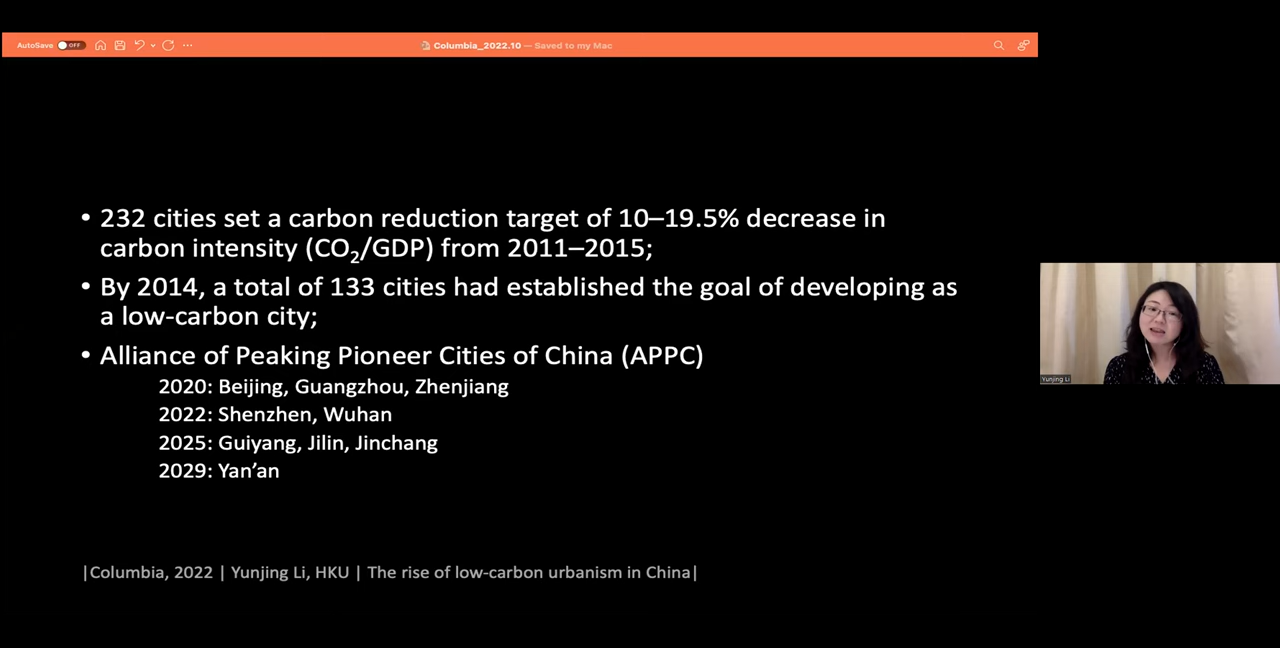 AutoSave OFF
Columbia_2022.10 — Saved to my Mac
• 232 cities set a carbon reduction target of 10–19.5% decrease in
carbon intensity (CO₂/GDP) from 2011–2015;
• By 2014, a total of 133 cities had established the goal of developing as
a low-carbon city;
• Alliance of Peaking Pioneer Cities of China (APPC)
2020: Beijing, Guangzhou, Zhenjiang
2022: Shenzhen, Wuhan
2025: Guiyang, Jilin, Jinchang
2029: Yan’an
Yunjing Li
|Columbia, 2022 | Yunjing Li, HKU | The rise of low-carbon urbanism in China|